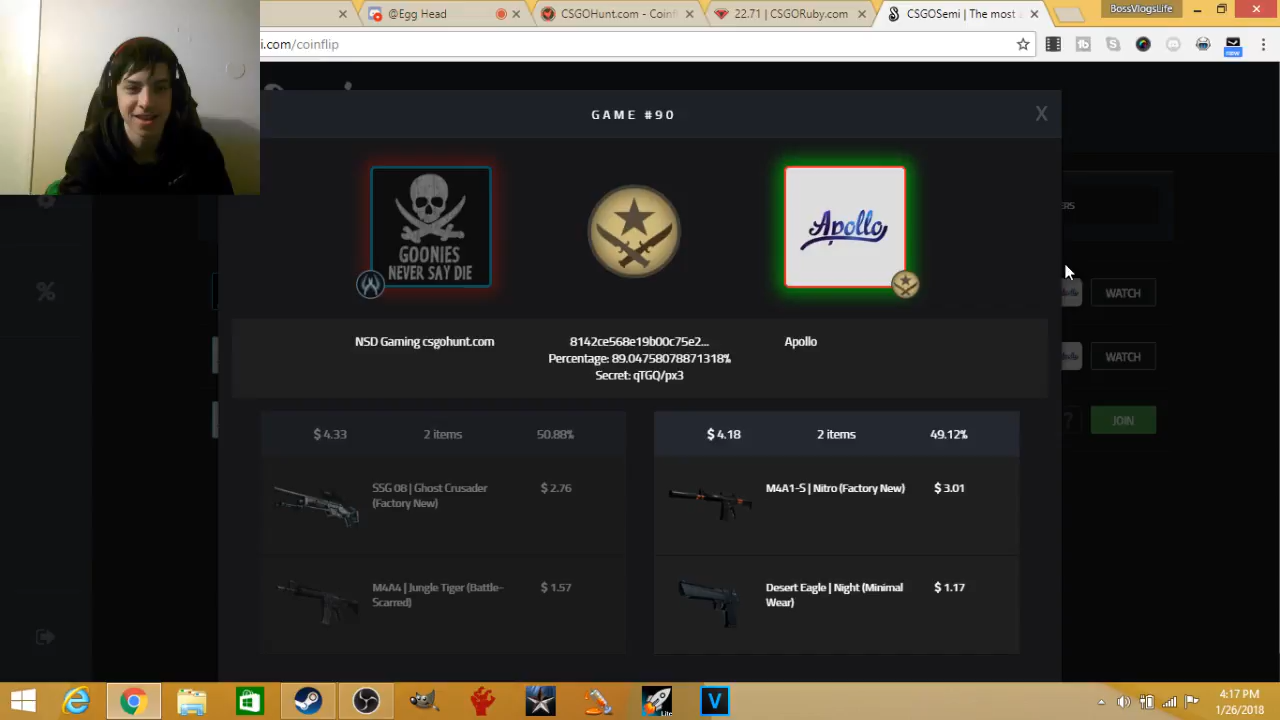 @Egg Head
CSGOHunt.com - Coinfl
22.71 | CSGORuby.com
CSGOSemi | The most
BossVlogsLife
i.com/coinflip
new
GAME #90
X
GOONIES
NEVER SAY DIE
Apollo
ERS
NSD Gaming csgohunt.com
8142ce568e19b00c75e2...
Apollo
Percentage: 89.04758078871318%
Secret: qTGQ/px3
WATCH
WATCH
? JOIN
%
$ 4.33 2 items 50.88%
$ 4.18 2 items 49.12%
SSG 08 | Ghost Crusader
(Factory New)
$ 2.76
M4A1-S | Nitro (Factory New)
$ 3.01
M4A4 | Jungle Tiger (Battle-
Scarred)
$ 1.57
Desert Eagle | Night (Minimal
Wear)
$ 1.17
Lite
V
4:17 PM
1/26/2018